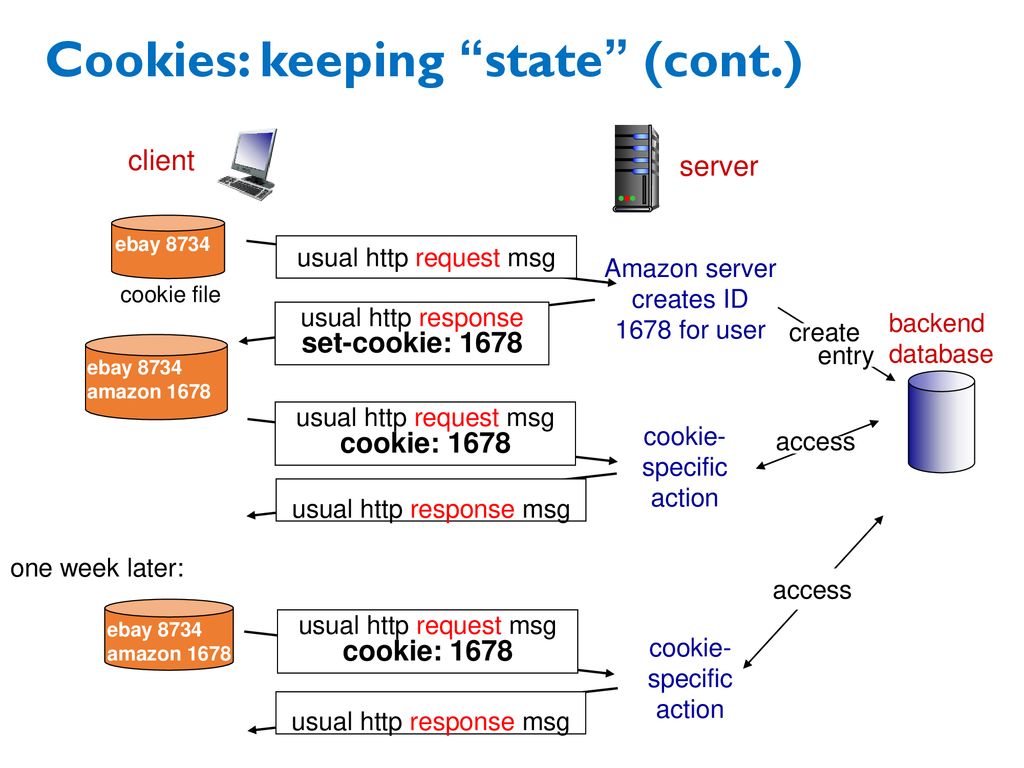 Cookies: keeping “state” (cont.)
client
server
ebay 8734
cookie file
usual http request msg
Amazon server
creates ID
1678 for user
usual http response
set-cookie: 1678
create
entry
backend
database
ebay 8734
amazon 1678
usual http request msg
cookie: 1678
cookie-
specific
action
access
usual http response msg
one week later:
access
ebay 8734
amazon 1678
usual http request msg
cookie: 1678
cookie-
specific
action
usual http response msg